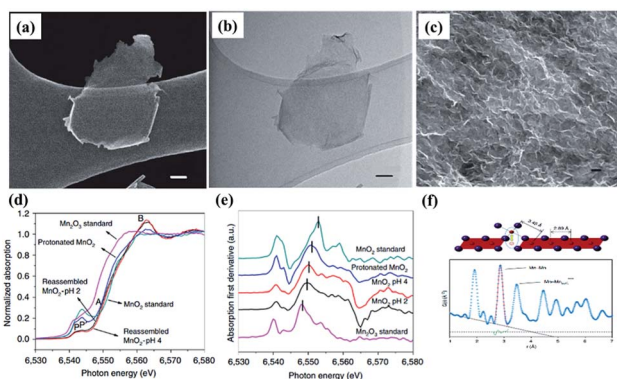 (a)
(b)
(c)
(d)
1.2
1.0
0.8
0.6
0.4
0.2
0.0
Normalized absorption
Mn₂O₃ standard
B
Protonated MnO₂
Reassembled
MnO₂-pH 2
A
P
P'
MnO₂ standard
Reassembled
MnO₂-pH 4
6,530 6,540 6,550 6,560 6,570 6,580
Photon energy (eV)
(e)
Absorption first derivative (a.u.)
MnO₂ standard
Protonated MnO₂
MnO₂ pH 4
MnO₂ pH 2
Mn₂O₃ standard
6,530 6,540 6,550 6,560 6,570 6,580
Photon energy (eV)
(f)
Mn-Mn
1 2 3 4 5 6 7
r (Å)